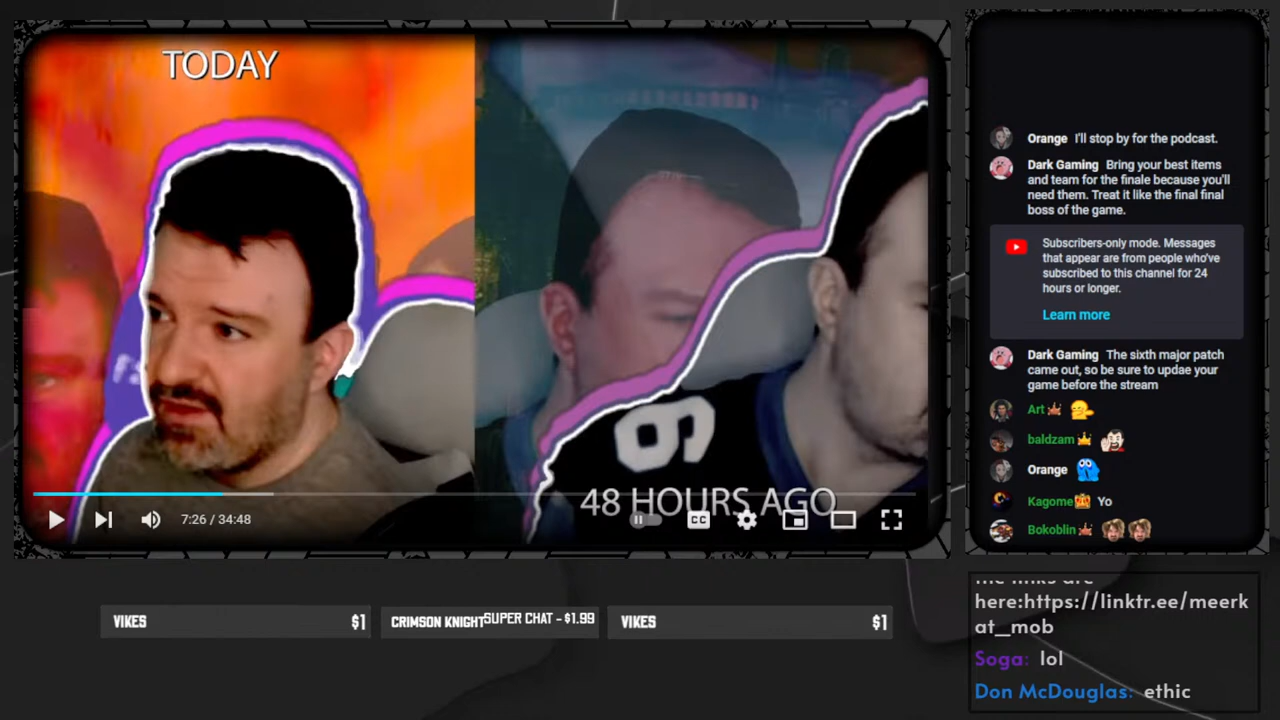 TODAY
48 HOURS AGO
7:26 / 34:48
CC
Orange I'll stop by for the podcast.
Dark Gaming Bring your best items
and team for the finale because you'll
need them. Treat it like the final final
boss of the game.
Subscribers-only mode. Messages
that appear are from people who've
subscribed to this channel for 24
hours or longer.
Learn more
Dark Gaming The sixth major patch
came out, so be sure to updae your
game before the stream
Art
baldzam
Orange
Kagome Yo
Bokoblin
VIKES $1
CRIMSON KNIGHT SUPER CHAT - $1.99
VIKES $1
the links are
here:https://linktr.ee/meerk
at_mob
Soga: lol
Don McDouglas: ethic